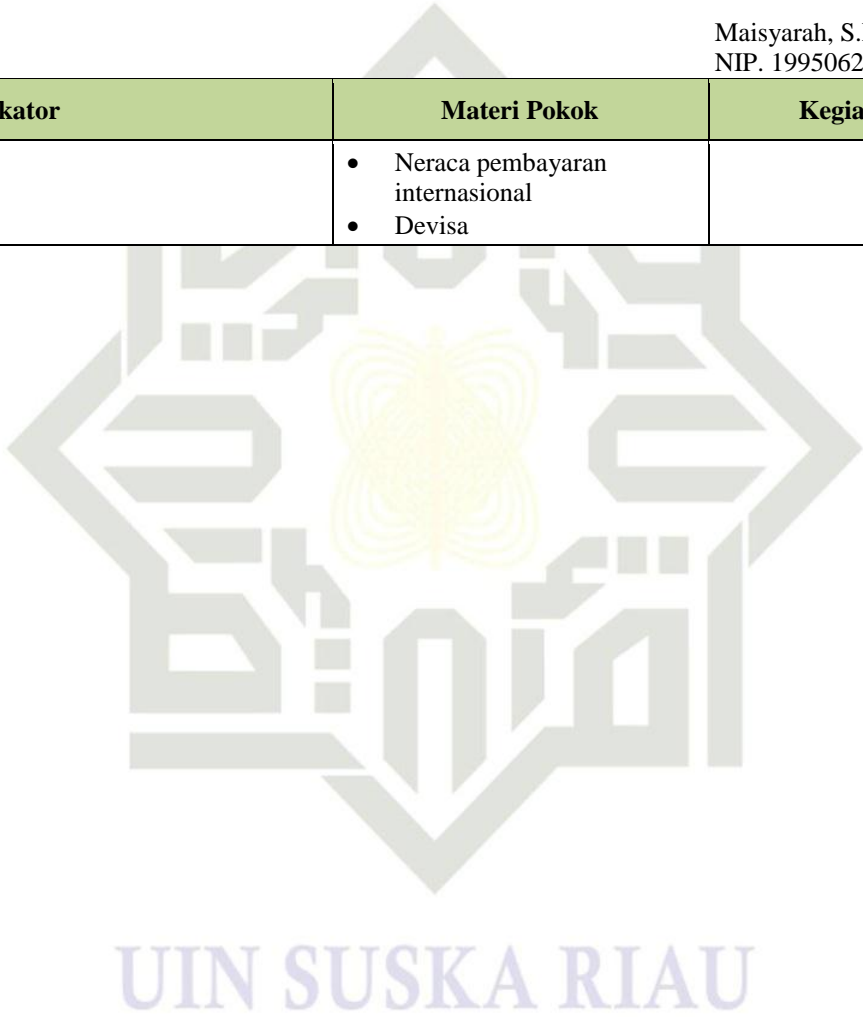 Maisyarah, S.
NIP. 1995062
kator
Materi Pokok
Kegia
• Neraca pembayaran
internasional
• Devisa
UIN SUSKA RIAU